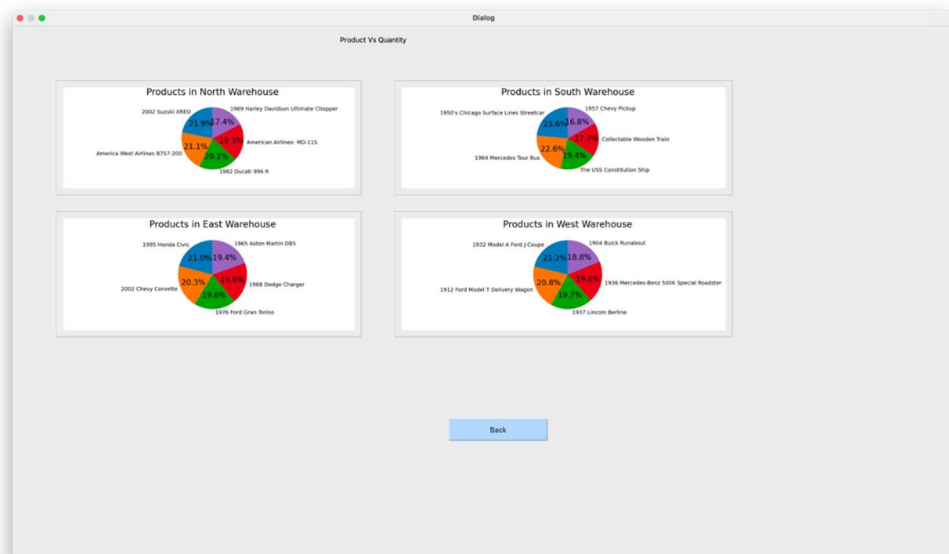 Dialog
Product Vs Quantity
Products in North Warehouse
2002 Suzuki XREO
1969 Harley Davidson Ultimate Chopper
21.9%
17.4%
America West Airlines B757-200
21.1%
19.3%
American Airlines: MD-11S
20.2%
1982 Ducati 996 R
Products in South Warehouse
1950's Chicago Surface Lines Streetcar
1957 Chevy Pickup
23.6%
16.8%
Collectable Wooden Train
17.7%
1964 Mercedes Tour Bus
22.6%
19.4%
The USS Constitution Ship
Products in East Warehouse
1995 Honda Civic
1965 Aston Martin DB5
21.0%
19.4%
2002 Chevy Corvette
20.3%
19.6%
1968 Dodge Charger
19.6%
1976 Ford Gran Torino
Products in West Warehouse
1932 Model A Ford J-Coupe
1904 Buick Runabout
21.2%
18.8%
1912 Ford Model T Delivery Wagon
20.8%
19.6%
1936 Mercedes-Benz 500K Special Roadster
19.7%
1937 Lincoln Berline
Back